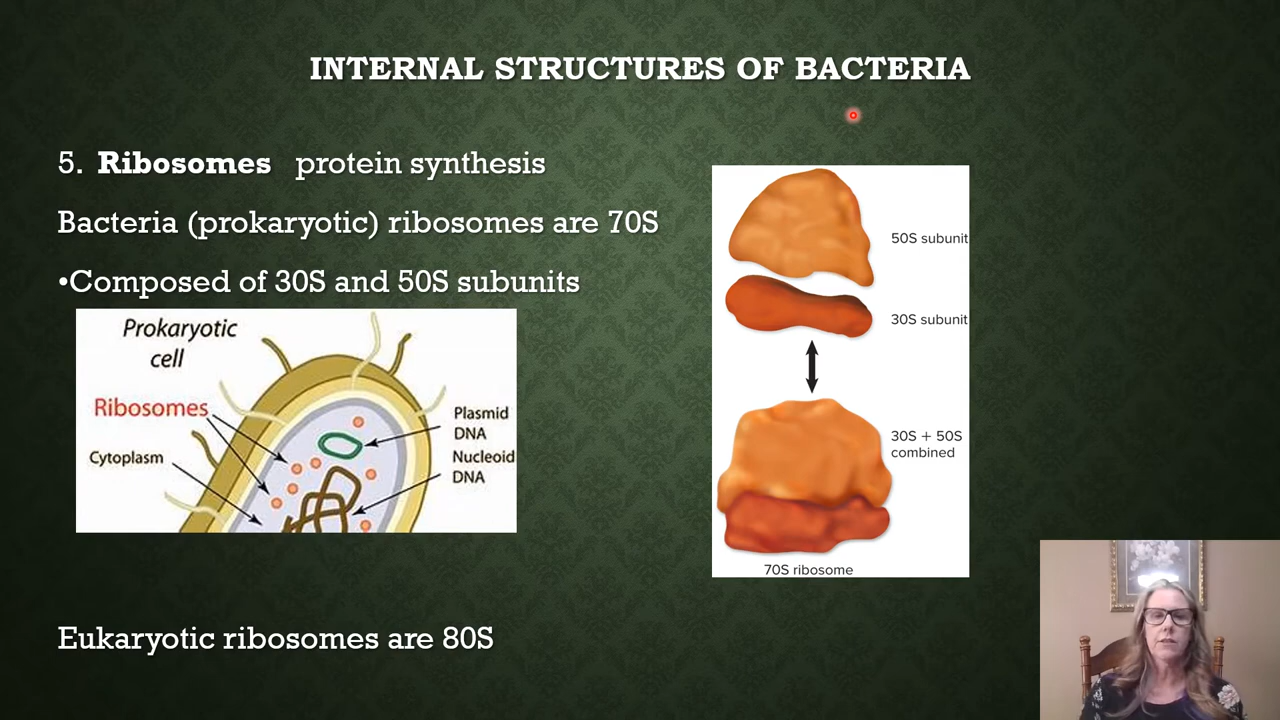 INTERNAL STRUCTURES OF BACTERIA
5. Ribosomes protein synthesis
Bacteria (prokaryotic) ribosomes are 70S
•Composed of 30S and 50S subunits
Prokaryotic
cell
Ribosomes
Cytoplasm
Plasmid
DNA
Nucleoid
DNA
50S subunit
30S subunit
30S + 50S
combined
70S ribosome
Eukaryotic ribosomes are 80S